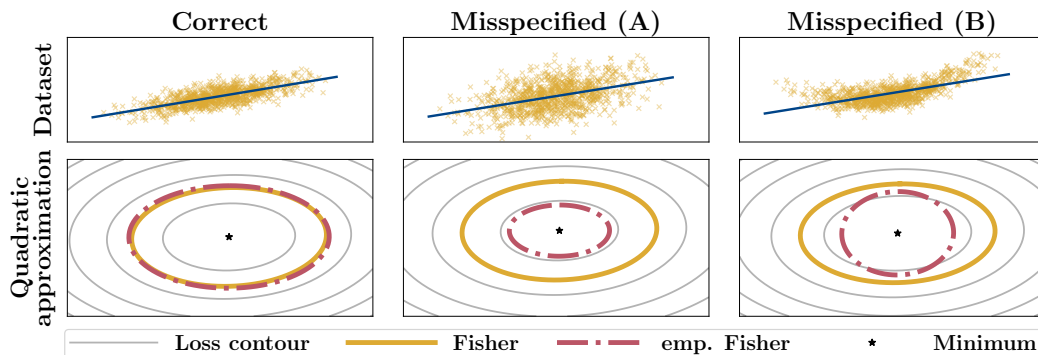 Correct
Misspecified (A)
Misspecified (B)
Dataset
Quadratic
approximation
Loss contour
Fisher
emp. Fisher
Minimum